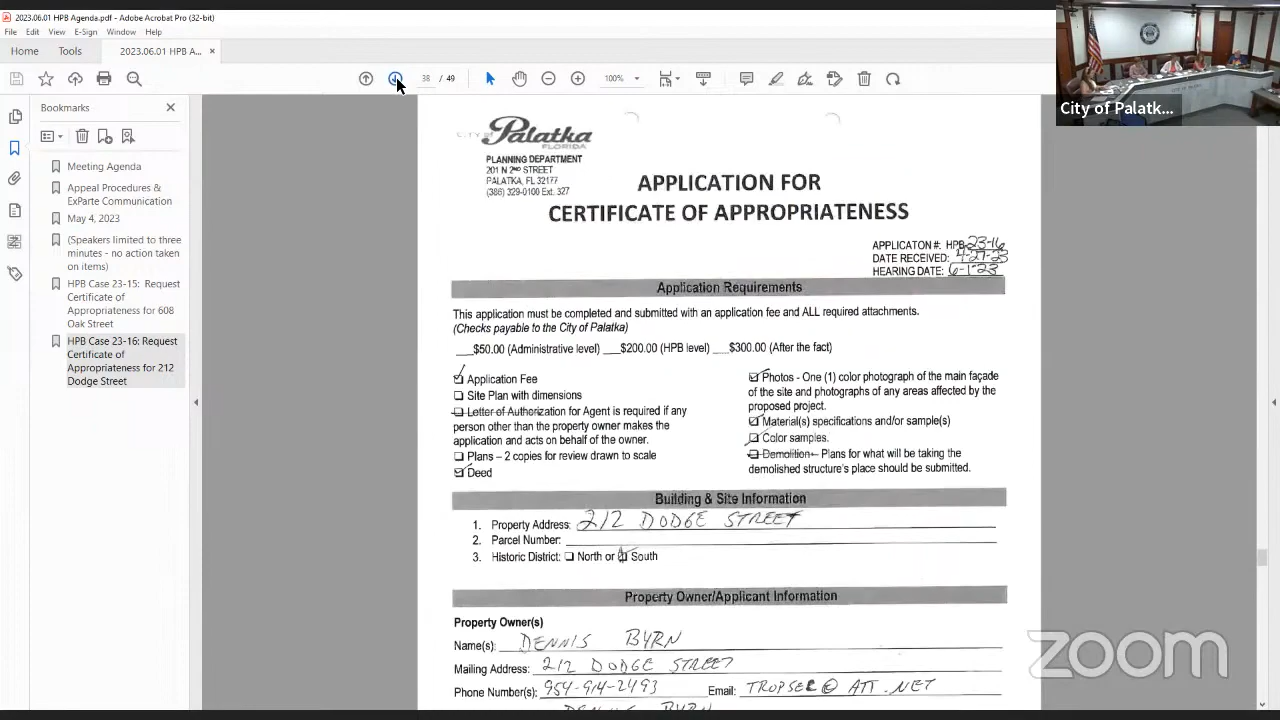 2023.06.01 HPB Agenda.pdf - Adobe Acrobat Pro (32-bit)
File Edit View E-Sign Window Help
Home Tools 2023.06.01 HPB A... ×
38 / 49 100%
Bookmarks
Meeting Agenda
Appeal Procedures &
ExParte Communication
May 4, 2023
(Speakers limited to three
minutes - no action taken
on items)
HPB Case 23-15: Request
Certificate of
Appropriateness for 608
Oak Street
HPB Case 23-16: Request
Certificate of
Appropriateness for 212
Dodge Street
CITY of Palatka
FLORIDA
PLANNING DEPARTMENT
201 N 2ND STREET
PALATKA, FL 32177
(386) 329-0100 Ext. 327
APPLICATION FOR
CERTIFICATE OF APPROPRIATENESS
APPLICATON #: HPB-23-16
DATE RECEIVED: 4-27-23
HEARING DATE: 6-1-23
Application Requirements
This application must be completed and submitted with an application fee and ALL required attachments.
(Checks payable to the City of Palatka)
___$50.00 (Administrative level) ___$200.00 (HPB level) ___$300.00 (After the fact)
Application Fee
Site Plan with dimensions
Letter of Authorization for Agent is required if any
person other than the property owner makes the
application and acts on behalf of the owner.
Plans – 2 copies for review drawn to scale
Deed
Photos - One (1) color photograph of the main façade
of the site and photographs of any areas affected by the
proposed project.
Material(s) specifications and/or sample(s)
Color samples.
Demolition – Plans for what will be taking the
demolished structure's place should be submitted.
Building & Site Information
1. Property Address: 212 DODGE STREET
2. Parcel Number:
3. Historic District: North or South
Property Owner/Applicant Information
Property Owner(s)
Name(s): DENNIS BYRN
Mailing Address: 212 DODGE STREET
Phone Number(s): 954-914-2493 Email: TROPSEL@ATT.NET
DENNIS BYRN
City of Palatk...
zoom